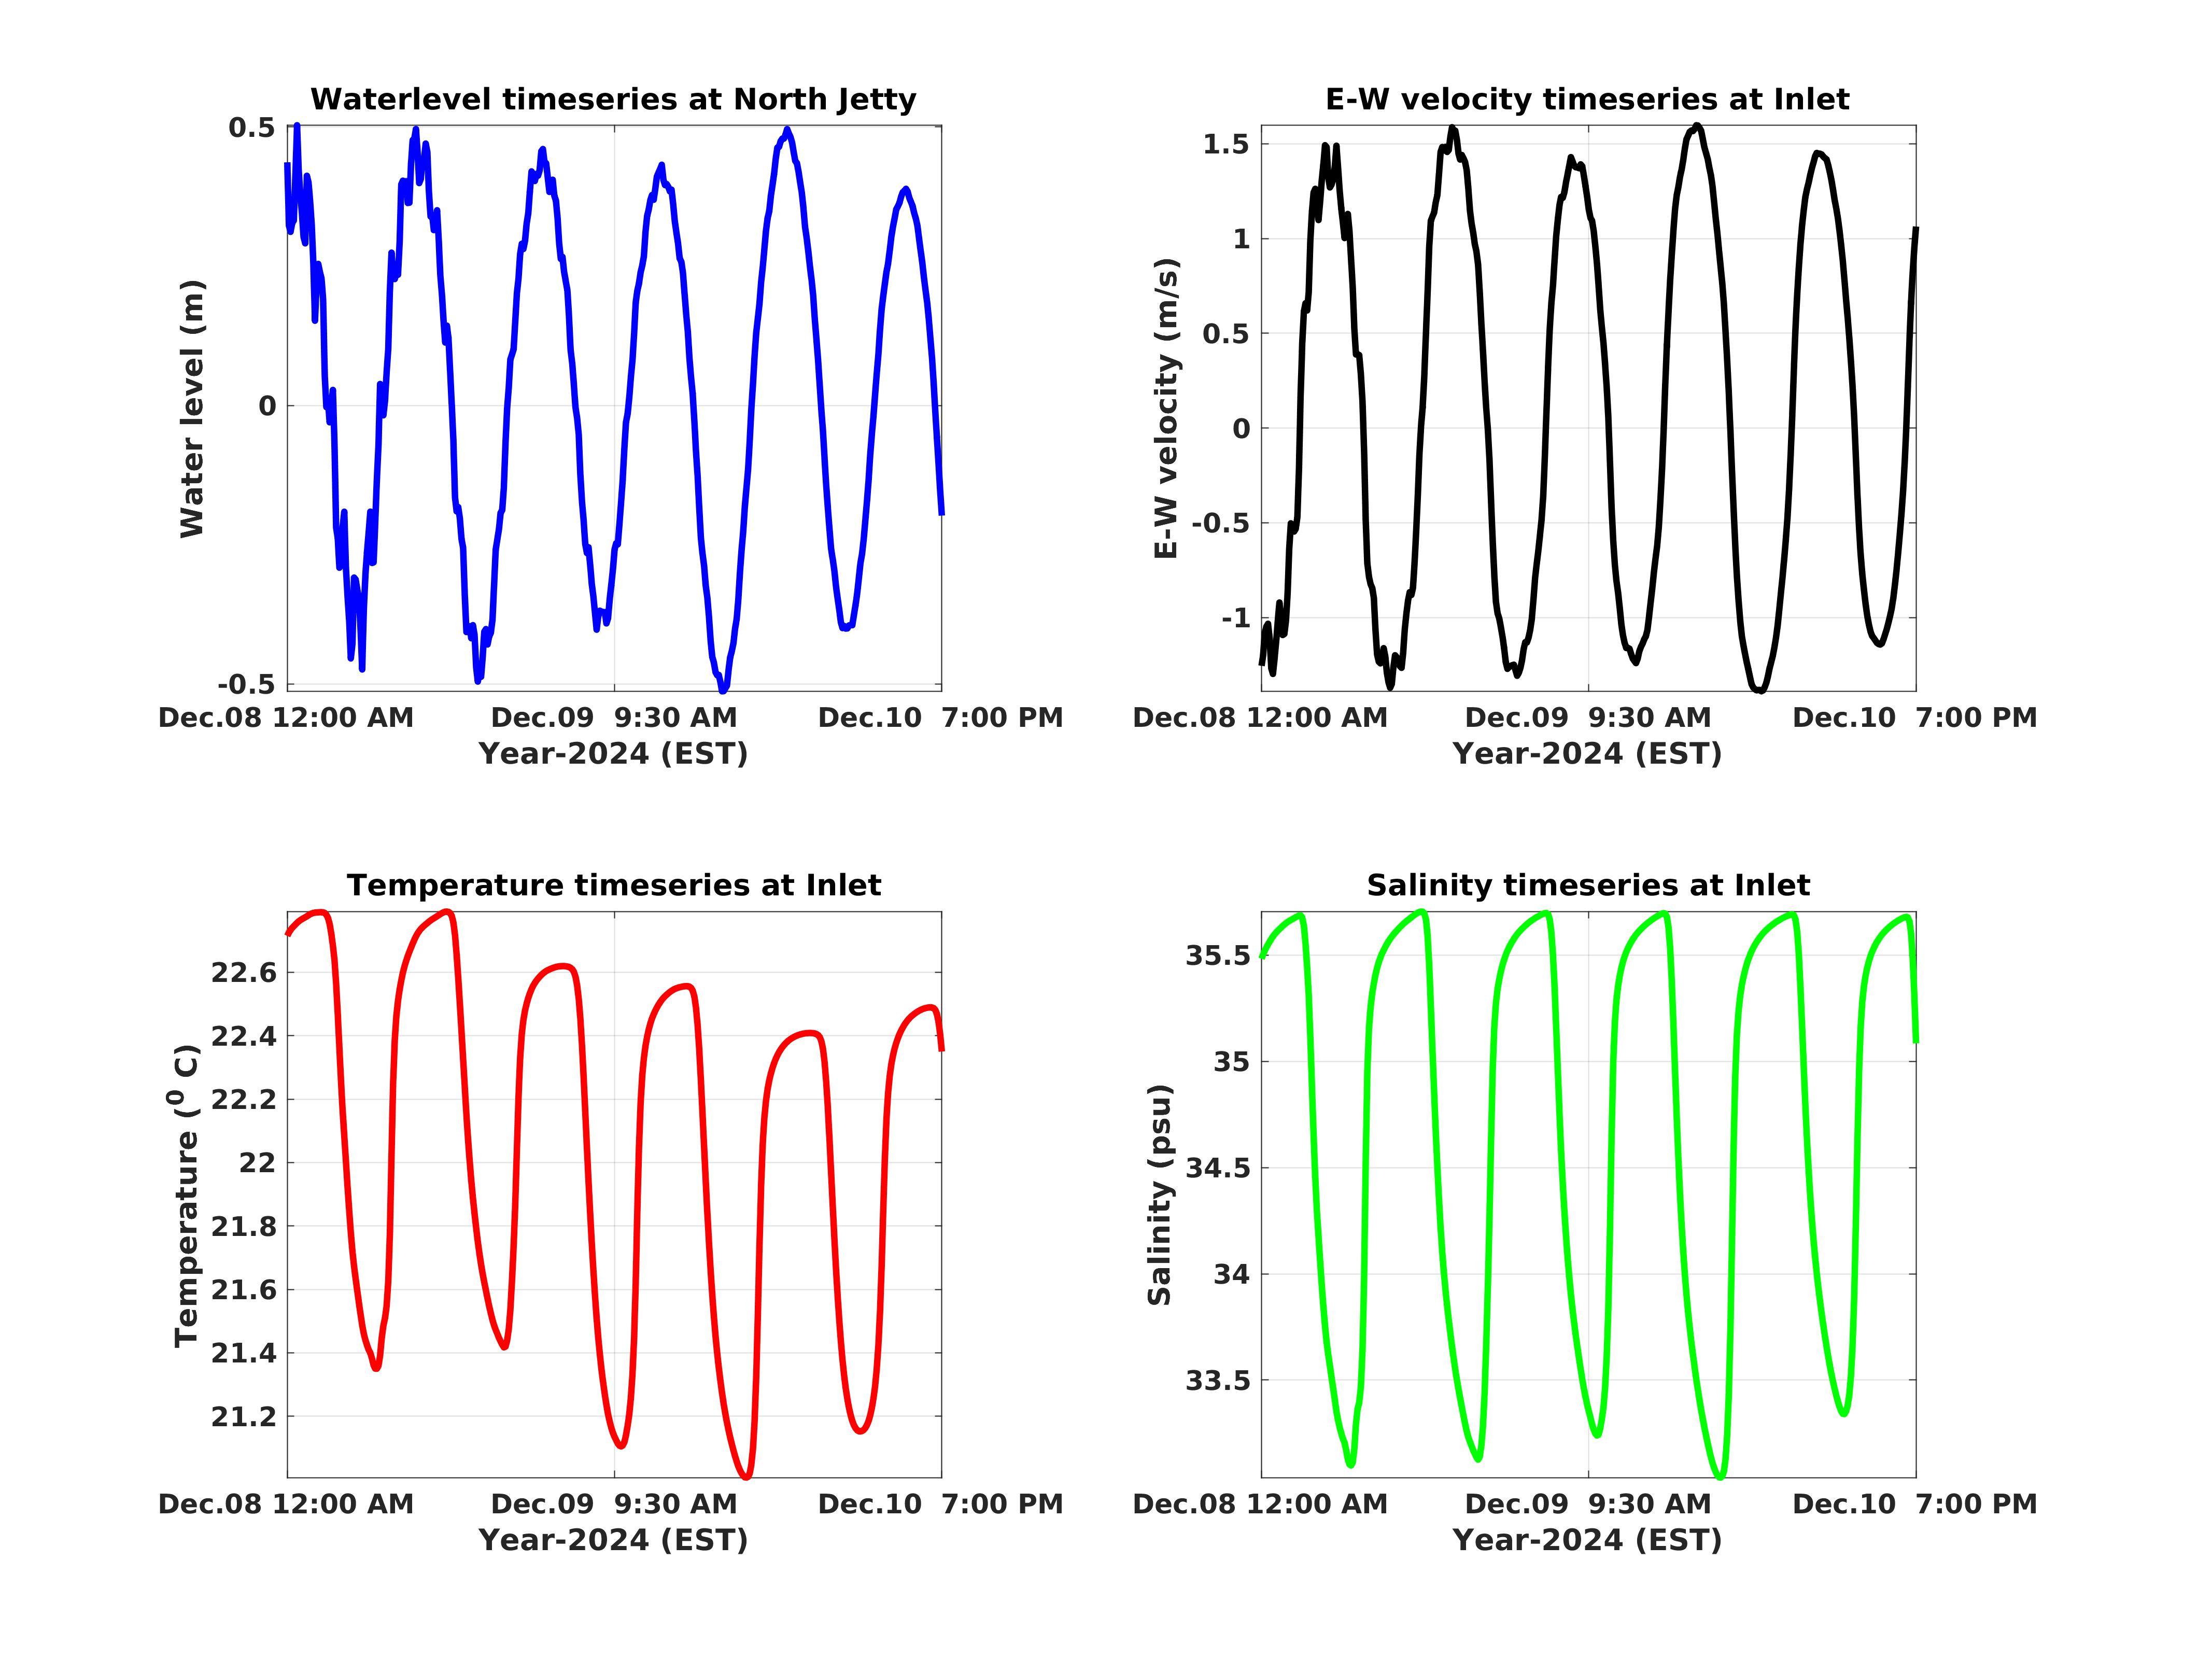 Waterlevel timeseries at North Jetty
0.5
0
-0.5
Water level (m)
Dec.08 12:00 AM Dec.09 9:30 AM Dec.10 7:00 PM
Year-2024 (EST)
E-W velocity timeseries at Inlet
1.5
1
0.5
0
-0.5
-1
E-W velocity (m/s)
Dec.08 12:00 AM Dec.09 9:30 AM Dec.10 7:00 PM
Year-2024 (EST)
Temperature timeseries at Inlet
22.6
22.4
22.2
22
21.8
21.6
21.4
21.2
Temperature (⁰ C)
Dec.08 12:00 AM Dec.09 9:30 AM Dec.10 7:00 PM
Year-2024 (EST)
Salinity timeseries at Inlet
35.5
35
34.5
34
33.5
Salinity (psu)
Dec.08 12:00 AM Dec.09 9:30 AM Dec.10 7:00 PM
Year-2024 (EST)